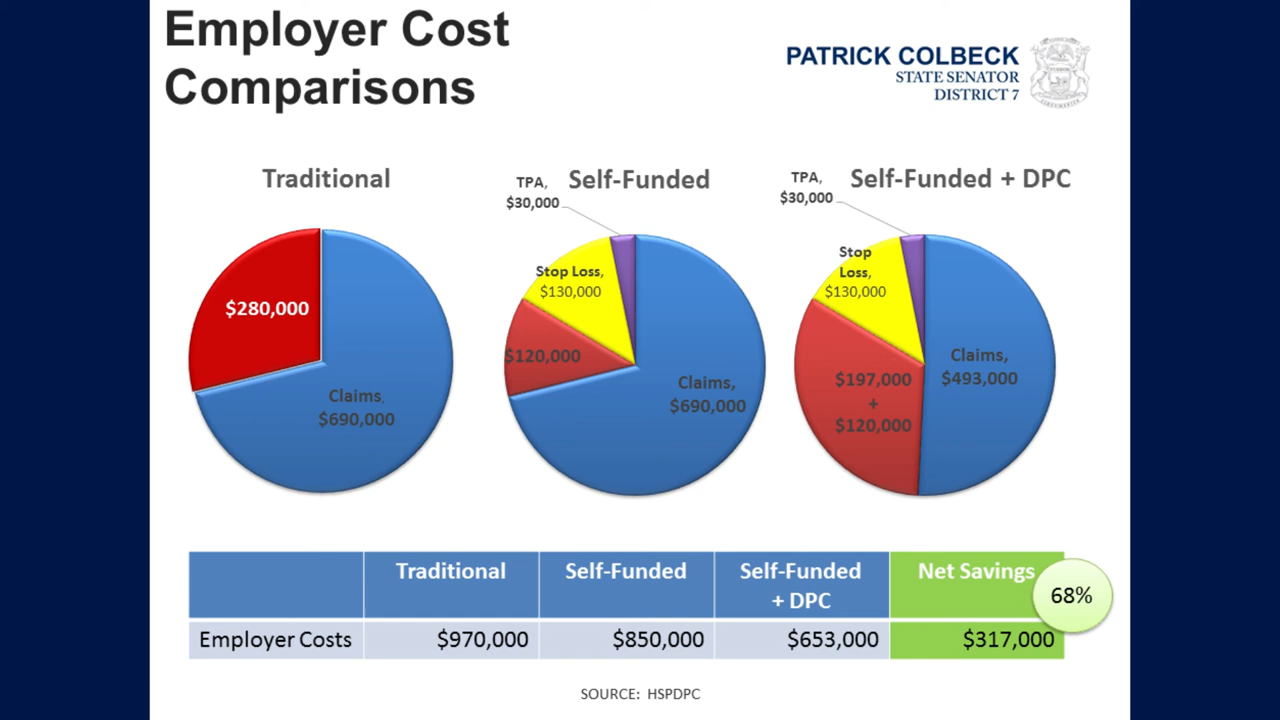 Employer Cost
Comparisons
PATRICK COLBECK
STATE SENATOR
DISTRICT 7
Traditional
$280,000
Claims,
$690,000
Self-Funded
TPA,
$30,000
Stop Loss,
$130,000
$120,000
Claims,
$690,000
Self-Funded + DPC
TPA,
$30,000
Stop
Loss,
$130,000
$197,000
+
$120,000
Claims,
$493,000
Traditional Self-Funded Self-Funded Net Savings
+ DPC
68%
Employer Costs $970,000 $850,000 $653,000 $317,000
SOURCE: HSPDPC